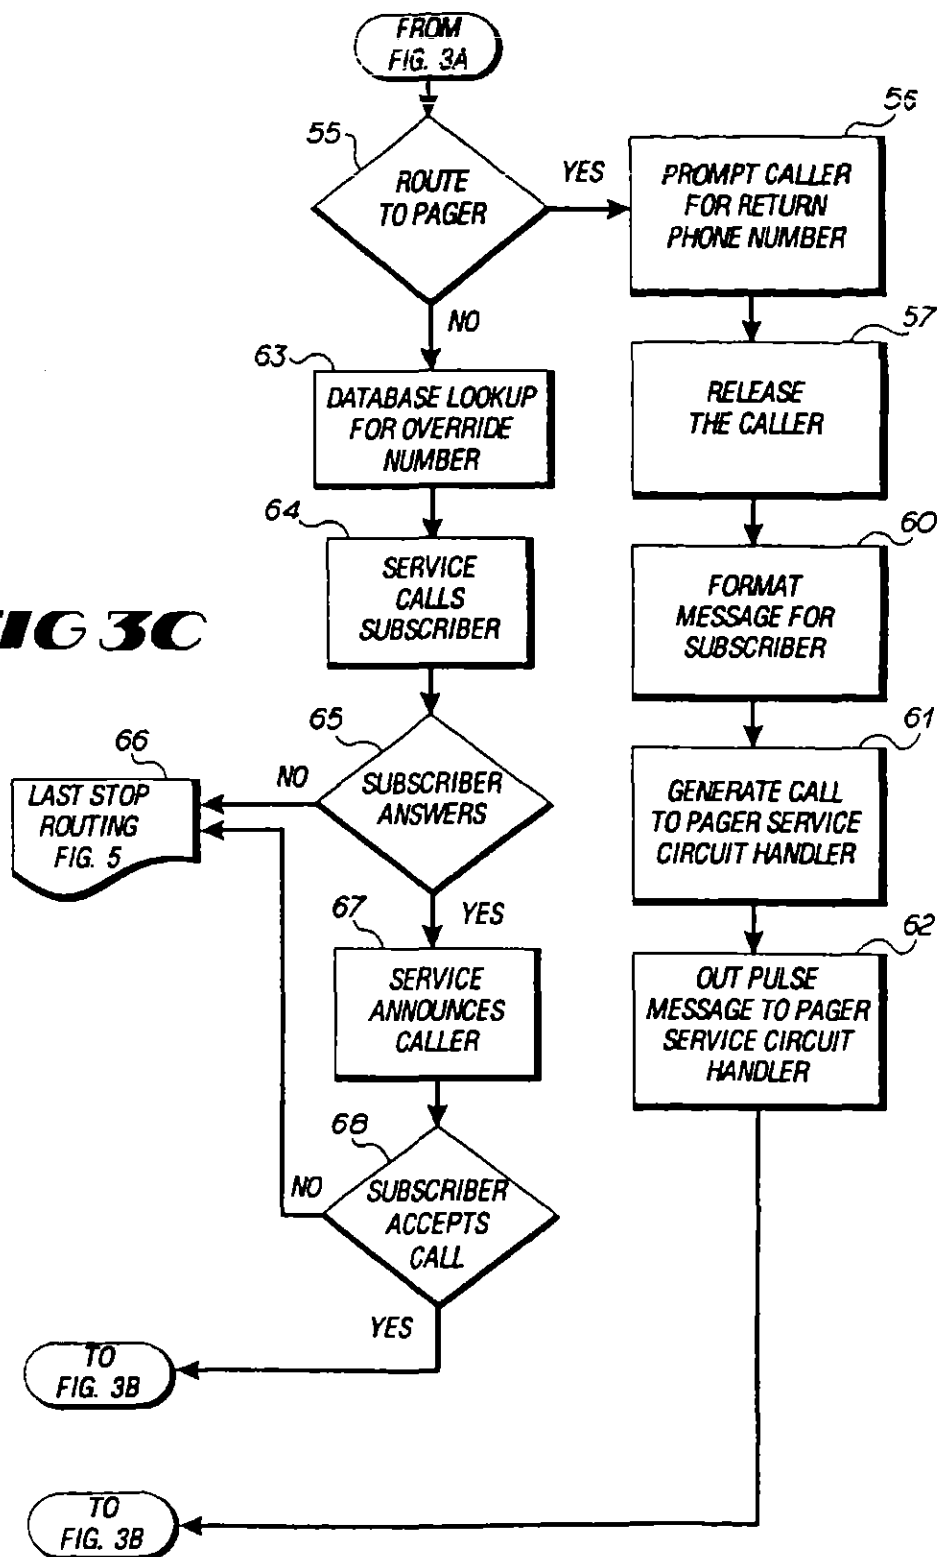 FROM
FIG. 3A
55
ROUTE
TO PAGER
YES
56
PROMPT CALLER
FOR RETURN
PHONE NUMBER
NO
57
RELEASE
THE CALLER
63
DATABASE LOOKUP
FOR OVERRIDE
NUMBER
60
FORMAT
MESSAGE FOR
SUBSCRIBER
64
SERVICE
CALLS
SUBSCRIBER
FIG 3C
61
GENERATE CALL
TO PAGER SERVICE
CIRCUIT HANDLER
65
SUBSCRIBER
ANSWERS
NO
66
LAST STOP
ROUTING
FIG. 5
YES
62
OUT PULSE
MESSAGE TO PAGER
SERVICE CIRCUIT
HANDLER
67
SERVICE
ANNOUNCES
CALLER
68
SUBSCRIBER
ACCEPTS
CALL
NO
YES
TO
FIG. 3B
TO
FIG. 3B